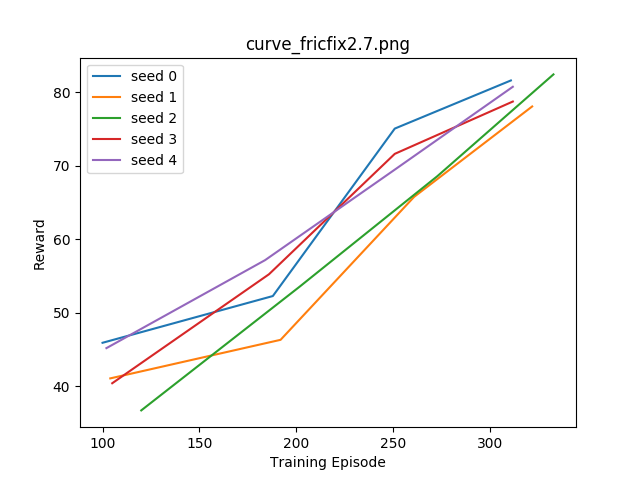 curve_fricfix2.7.png
seed 0
seed 1
seed 2
seed 3
seed 4
Reward
80
70
60
50
40
100
150
200
250
300
Training Episode